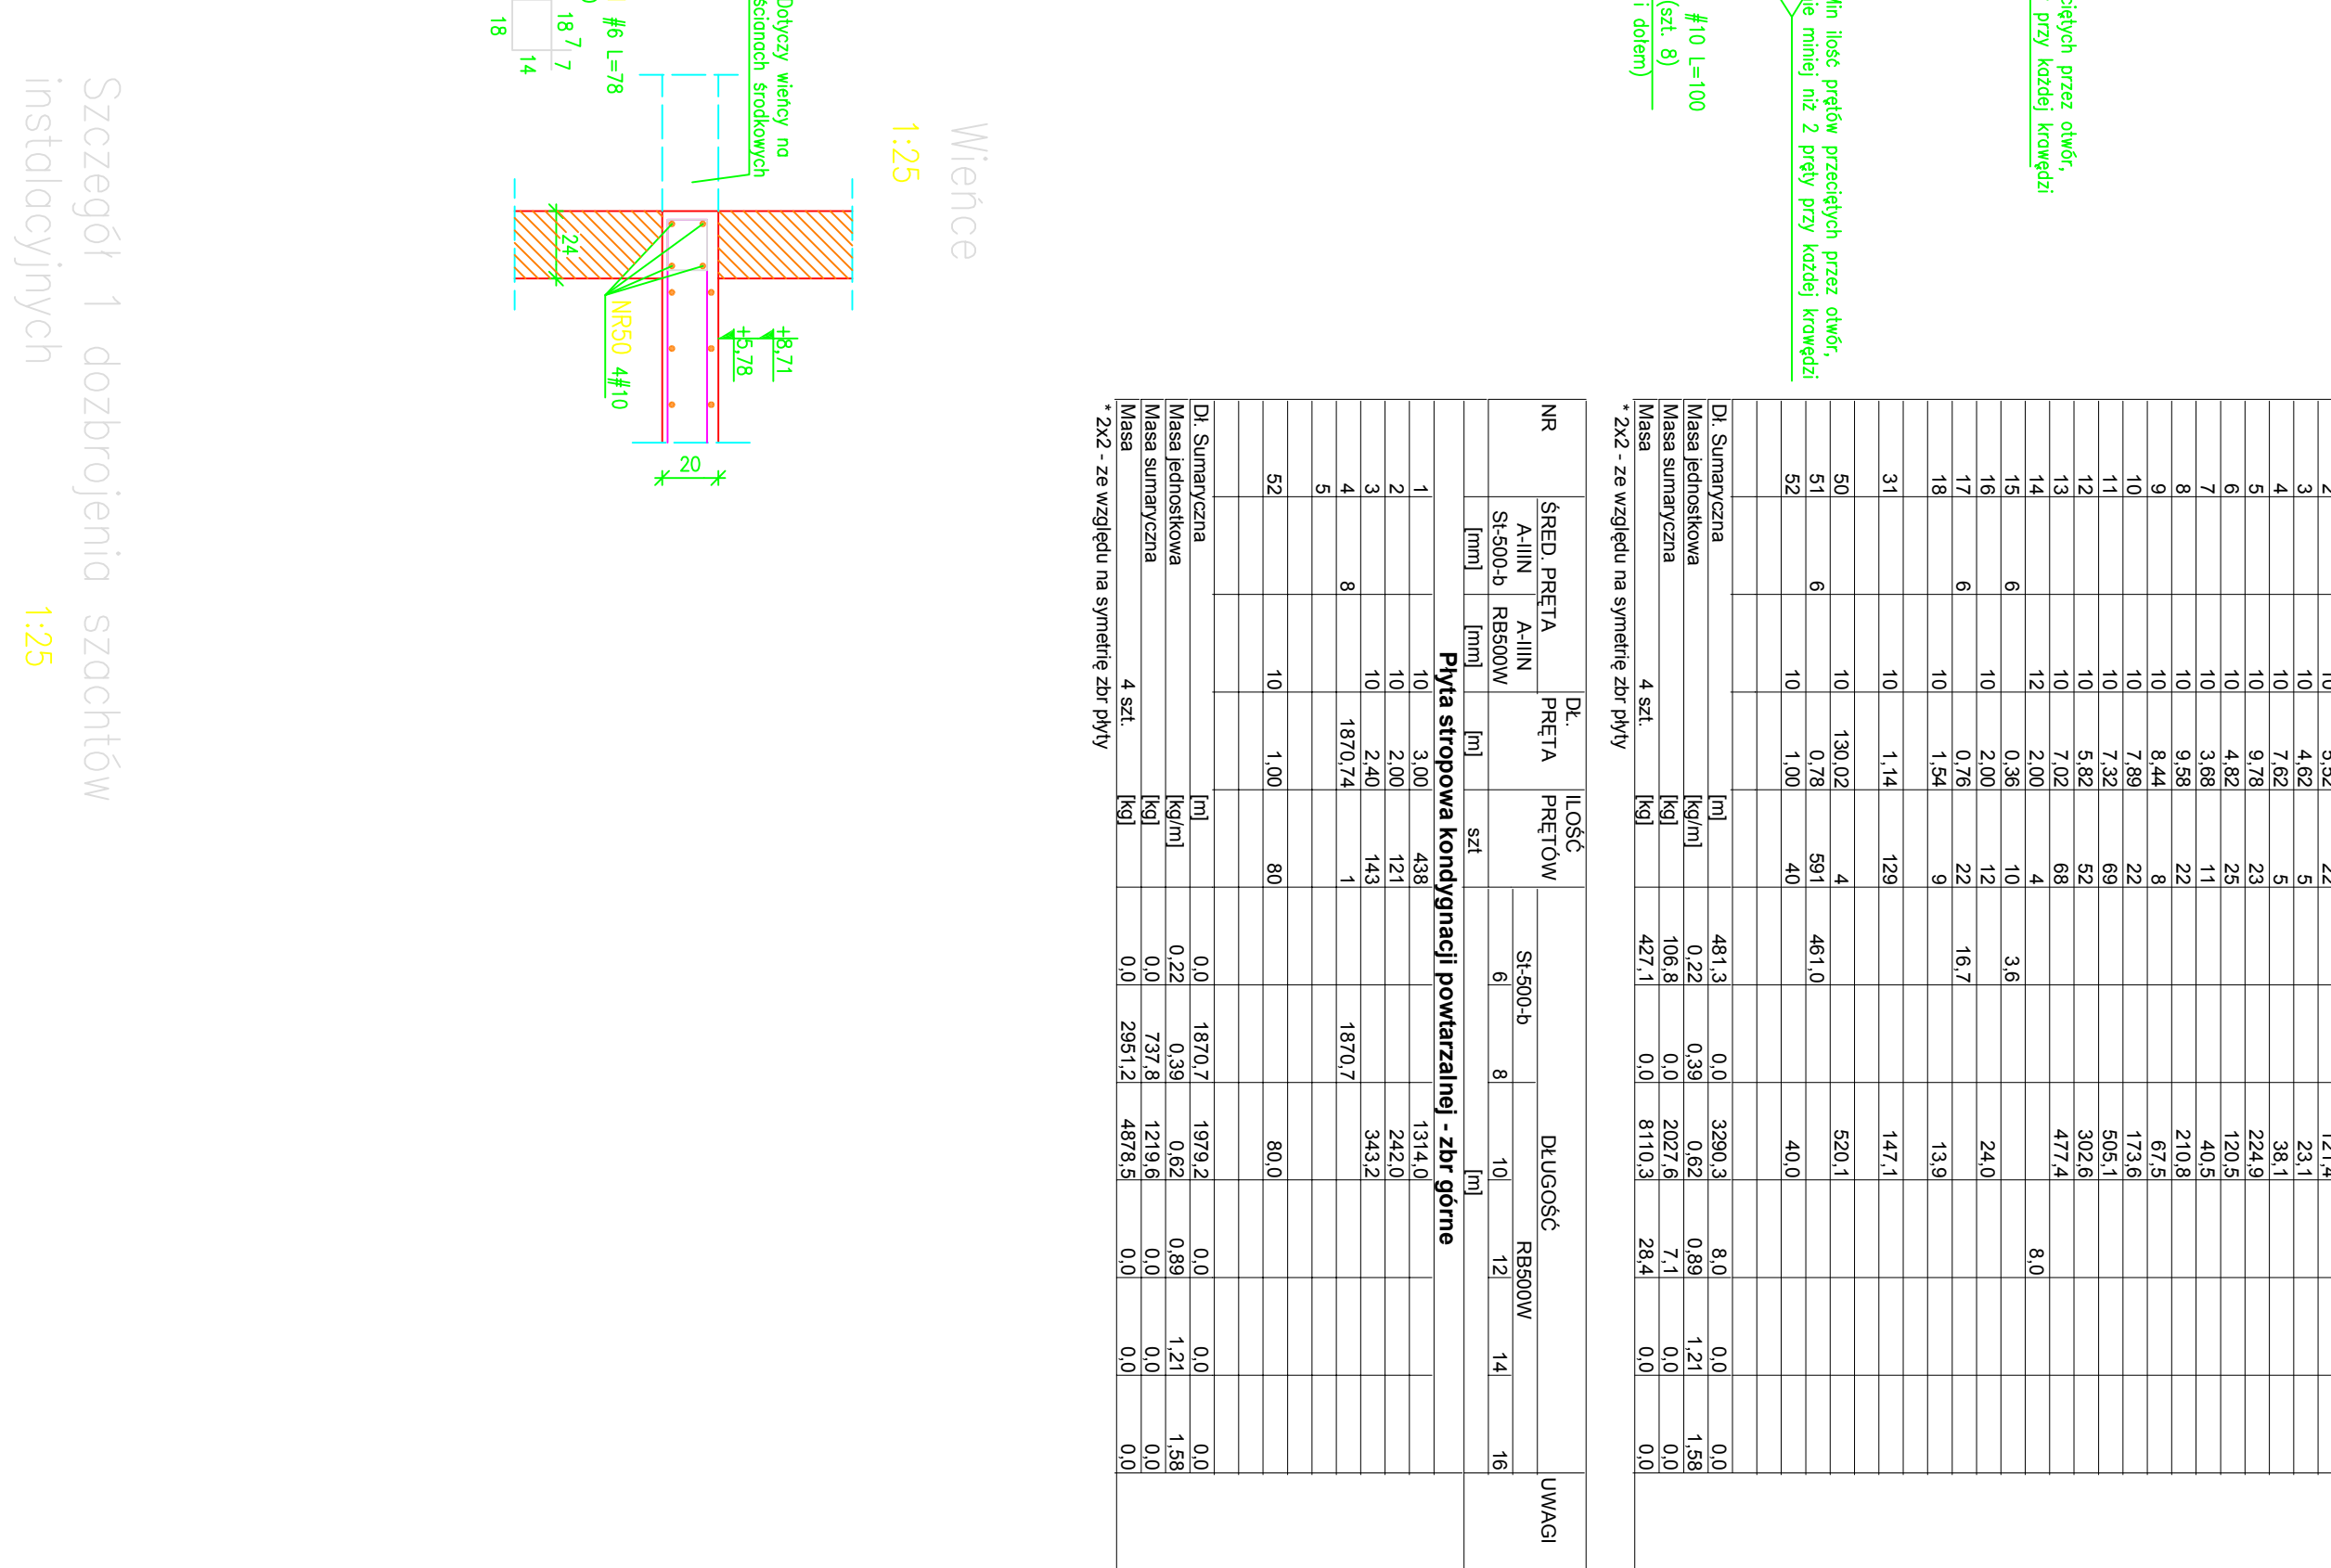 ciętych przez otwór,
przy każdej krawędzi
Min ilość prętów przeciętych przez otwór,
nie mniej niż 2 pręty przy każdej krawędzi
#10 L=100
(szt. 8)
i dołem)
2 10 5,52 22 121,4
3 10 4,62 5 23,1
4 10 7,62 5 38,1
5 10 9,78 23 224,9
6 10 4,82 25 120,5
7 10 3,68 11 40,5
8 10 9,58 22 210,8
9 10 8,44 8 67,5
10 10 7,89 22 173,6
11 10 7,32 69 505,1
12 10 5,82 52 302,6
13 10 7,02 68 477,4
14 12 2,00 4 8,0
15 6 0,36 10 3,6
16 10 2,00 12 24,0
17 6 0,76 22 16,7
18 10 1,54 9 13,9
31 10 1,14 129 147,1
50 10 130,02 4 520,1
51 6 0,78 591 461,0
52 10 1,00 40 40,0
Dł. Sumaryczna [m] 481,3 0,0 3290,3 8,0 0,0 0,0
Masa jednostkowa [kg/m] 0,22 0,39 0,62 0,89 1,21 1,58
Masa sumaryczna [kg] 106,8 0,0 2027,6 7,1 0,0 0,0
Masa 4 szt. [kg] 427,1 0,0 8110,3 28,4 0,0 0,0
* 2x2 - ze względu na symetrię zbr płyty
NR ŚRED. PRĘTA DŁ. PRĘTA ILOŚĆ PRĘTÓW DŁUGOŚĆ UWAGI
A-IIIN A-IIIN St-500-b RB500W
St-500-b RB500W 6 8 10 12 14 16
[mm] [mm] [m] szt [m]
Płyta stropowa kondygnacji powtarzalnej - zbr górne
1 10 3,00 438 1314,0
2 10 2,00 121 242,0
3 10 2,40 143 343,2
4 8 1870,74 1 1870,7
5
52 10 1,00 80 80,0
Dł. Sumaryczna [m] 0,0 1870,7 1979,2 0,0 0,0 0,0
Masa jednostkowa [kg/m] 0,22 0,39 0,62 0,89 1,21 1,58
Masa sumaryczna [kg] 0,0 737,8 1219,6 0,0 0,0 0,0
Masa 4 szt. [kg] 0,0 2951,2 4878,5 0,0 0,0 0,0
* 2x2 - ze względu na symetrię zbr płyty
Wieńce
1:25
Dotyczy wieńcy na
ścianach środkowych
+8,71
+5,78
20
24
NR50 4#10
#6 L=78
18 7
7
14
18
Szczegół 1 dozbrojenia szachtów
instalacyjnych
1:25